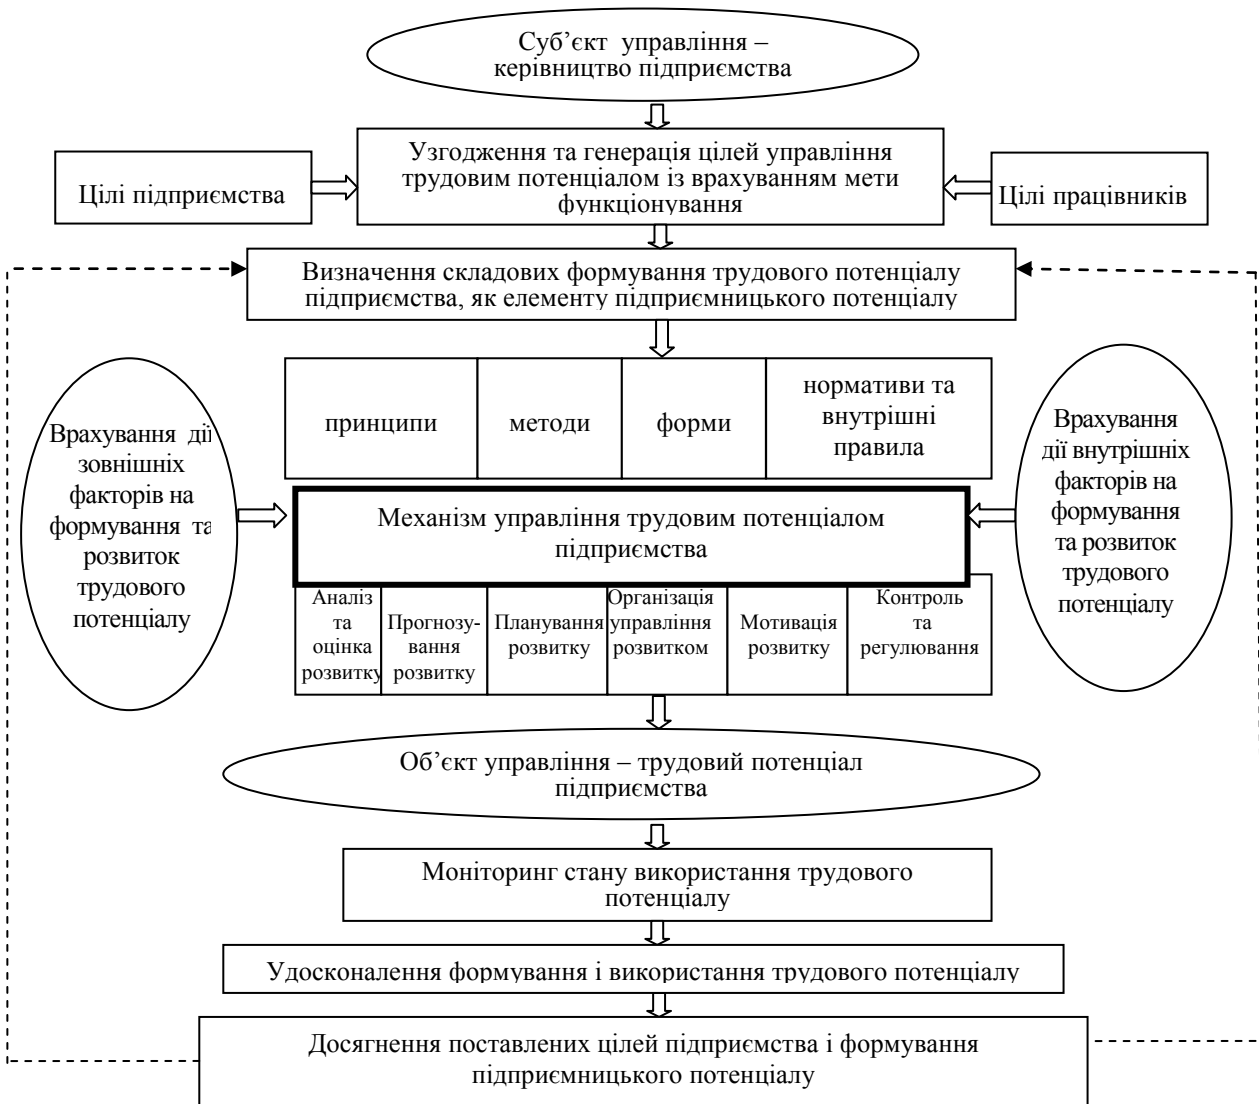 Суб’єкт управління –
керівництво підприємства
Узгодження та генерація цілей управління
трудовим потенціалом із врахуванням мети
функціонування
Цілі підприємства
Цілі працівників
Визначення складових формування трудового потенціалу
підприємства, як елементу підприємницького потенціалу
принципи
методи
форми
нормативи та
внутрішні
правила
Врахування дії
зовнішніх
факторів на
формування та
розвиток
трудового
потенціалу
Механізм управління трудовим потенціалом
підприємства
Врахування
дії внутрішніх
факторів на
формування
та розвиток
трудового
потенціалу
Аналіз
та
оцінка
розвитку
Прогнозу-
вання
розвитку
Планування
розвитку
Організація
управління
розвитком
Мотивація
розвитку
Контроль
та
регулювання
Об’єкт управління – трудовий потенціал
підприємства
Моніторинг стану використання трудового
потенціалу
Удосконалення формування і використання трудового потенціалу
Досягнення поставлених цілей підприємства і формування
підприємницького потенціалу